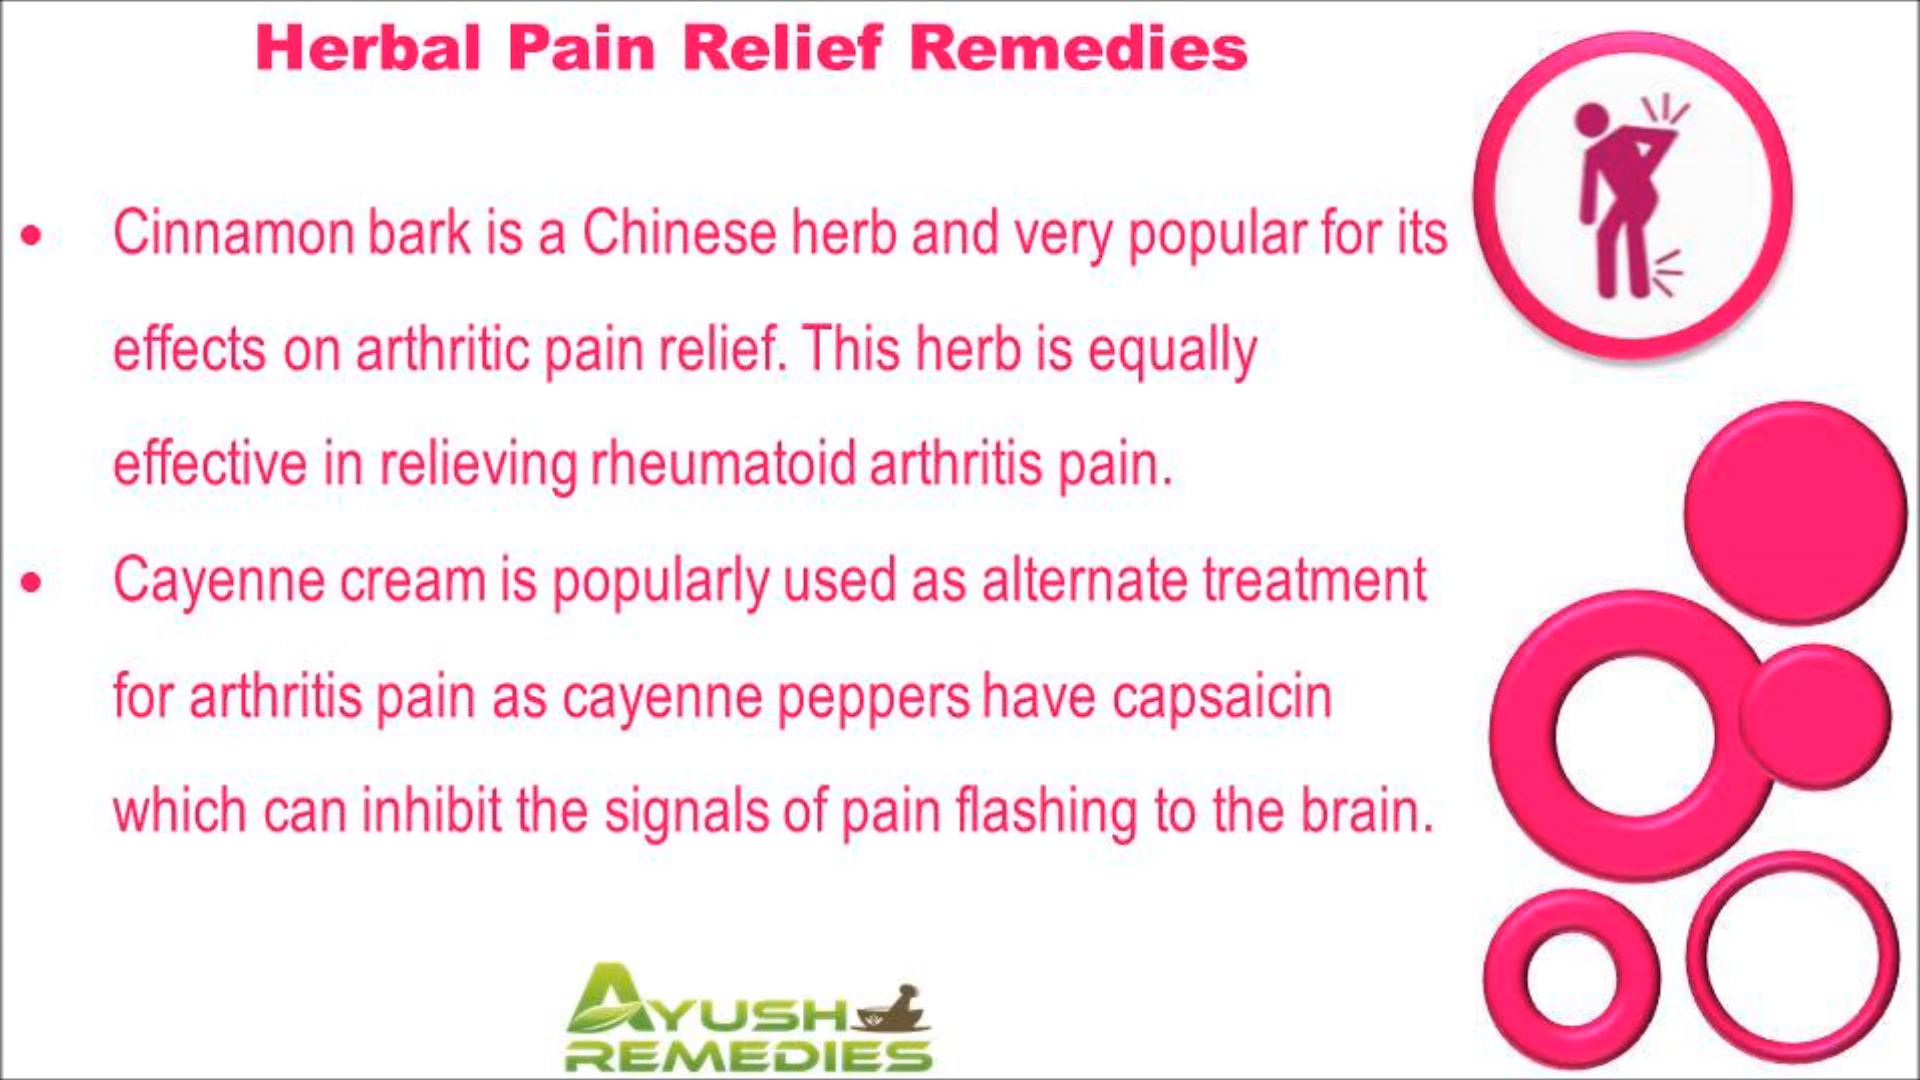 Herbal Pain Relief Remedies
• Cinnamon bark is a Chinese herb and very popular for its
effects on arthritic pain relief. This herb is equally
effective in relieving rheumatoid arthritis pain.
• Cayenne cream is popularly used as alternate treatment
for arthritis pain as cayenne peppers have capsaicin
which can inhibit the signals of pain flashing to the brain.
AYUSH
REMEDIES